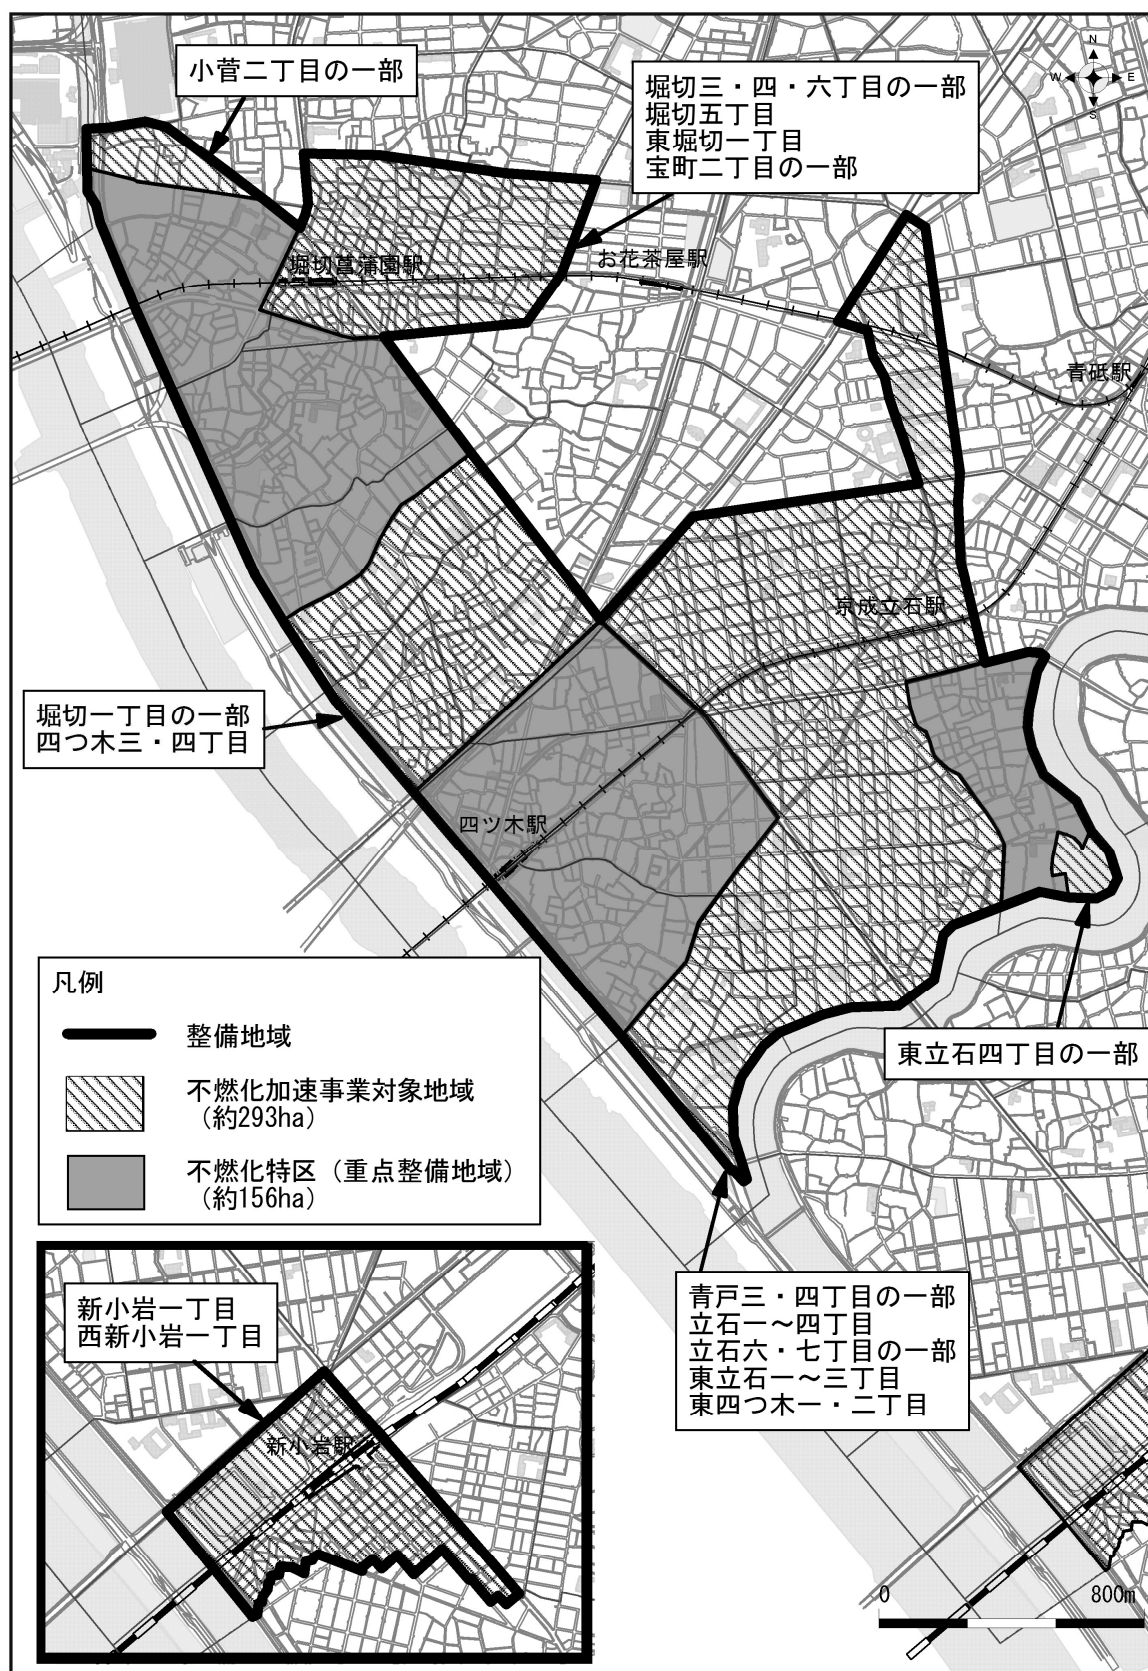 小菅二丁目の一部
N
W
E
S
堀切三・四・六丁目の一部
堀切五丁目
東堀切一丁目
宝町二丁目の一部
堀切菖蒲園駅
お花茶屋駅
青砥駅
京成立石駅
堀切一丁目の一部
四つ木三・四丁目
四ツ木駅
東立石四丁目の一部
凡例
整備地域
不燃化加速事業対象地域
（約293ha）
不燃化特区（重点整備地域）
（約156ha）
青戸三・四丁目の一部
立石一～四丁目
立石六・七丁目の一部
東立石一～三丁目
東四つ木一・二丁目
新小岩一丁目
西新小岩一丁目
新小岩駅
0
800m